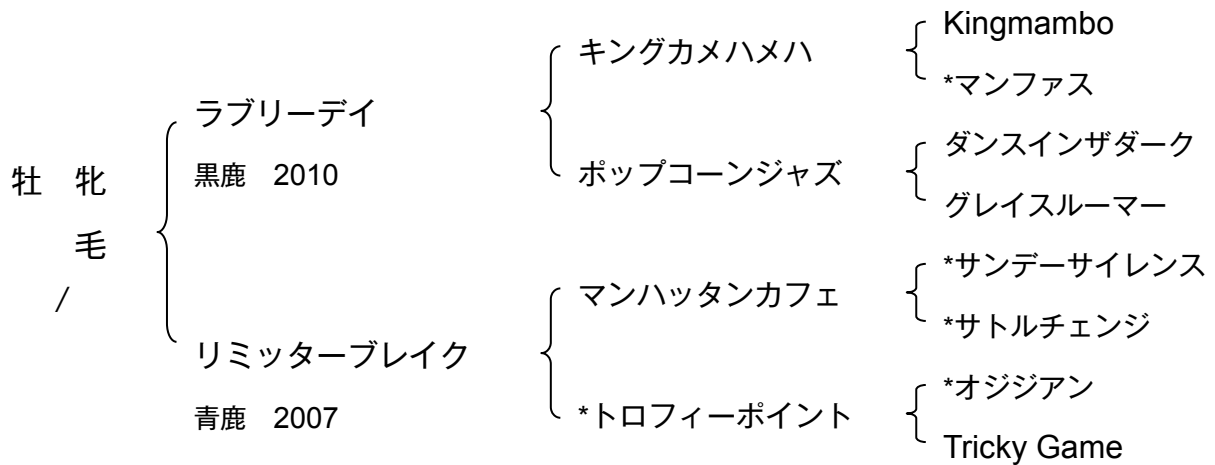 牡 牝
毛
/
ラブリーデイ
黒鹿 2010
リミッターブレイク
青鹿 2007
キングカメハメハ
ポップコーンジャズ
マンハッタンカフェ
*トロフィーポイント
Kingmambo
*マンファス
ダンスインザダーク
グレイスルーマー
*サンデーサイレンス
*サトルチェンジ
*オジジアン
Tricky Game